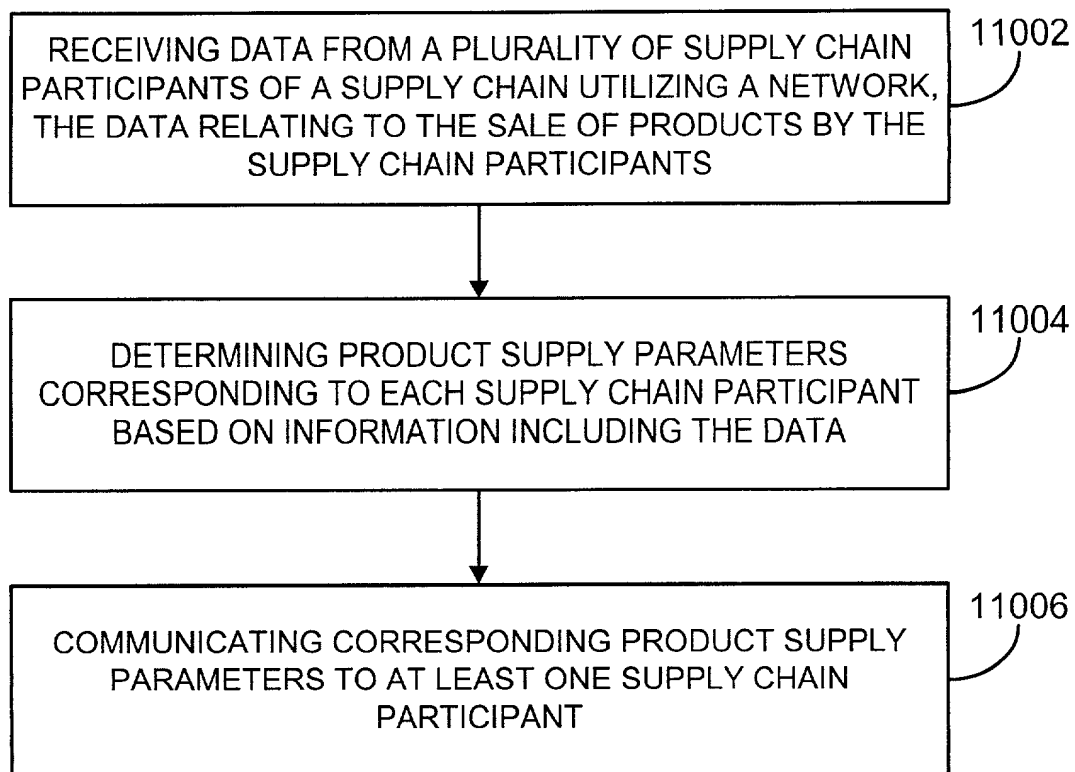 11002
RECEIVING DATA FROM A PLURALITY OF SUPPLY CHAIN
PARTICIPANTS OF A SUPPLY CHAIN UTILIZING A NETWORK,
THE DATA RELATING TO THE SALE OF PRODUCTS BY THE
SUPPLY CHAIN PARTICIPANTS
11004
DETERMINING PRODUCT SUPPLY PARAMETERS
CORRESPONDING TO EACH SUPPLY CHAIN PARTICIPANT
BASED ON INFORMATION INCLUDING THE DATA
11006
COMMUNICATING CORRESPONDING PRODUCT SUPPLY
PARAMETERS TO AT LEAST ONE SUPPLY CHAIN
PARTICIPANT